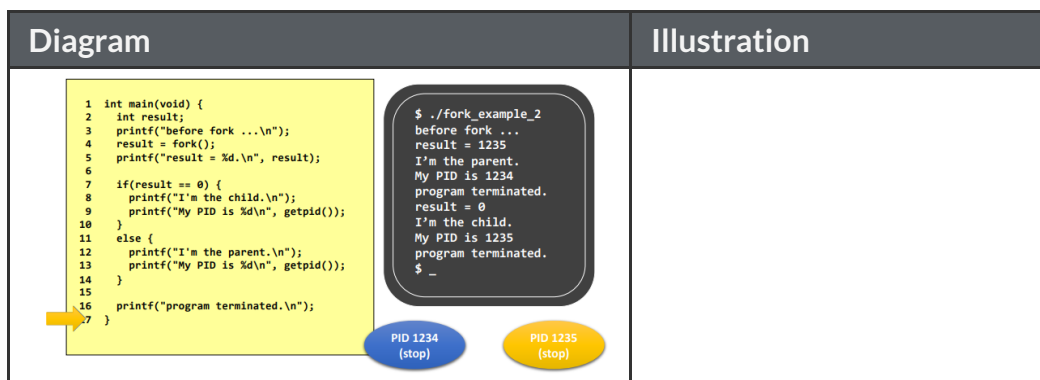 Diagram
Illustration
1 int main(void) {
2 int result;
3 printf("before fork ...\n");
4 result = fork();
5 printf("result = %d.\n", result);
6
7 if(result == 0) {
8 printf("I'm the child.\n");
9 printf("My PID is %d\n", getpid());
10 }
11 else {
12 printf("I'm the parent.\n");
13 printf("My PID is %d\n", getpid());
14 }
15
16 printf("program terminated.\n");
17 }
$ ./fork_example_2
before fork ...
result = 1235
I'm the parent.
My PID is 1234
program terminated.
result = 0
I'm the child.
My PID is 1235
program terminated.
$ _
PID 1234
(stop)
PID 1235
(stop)